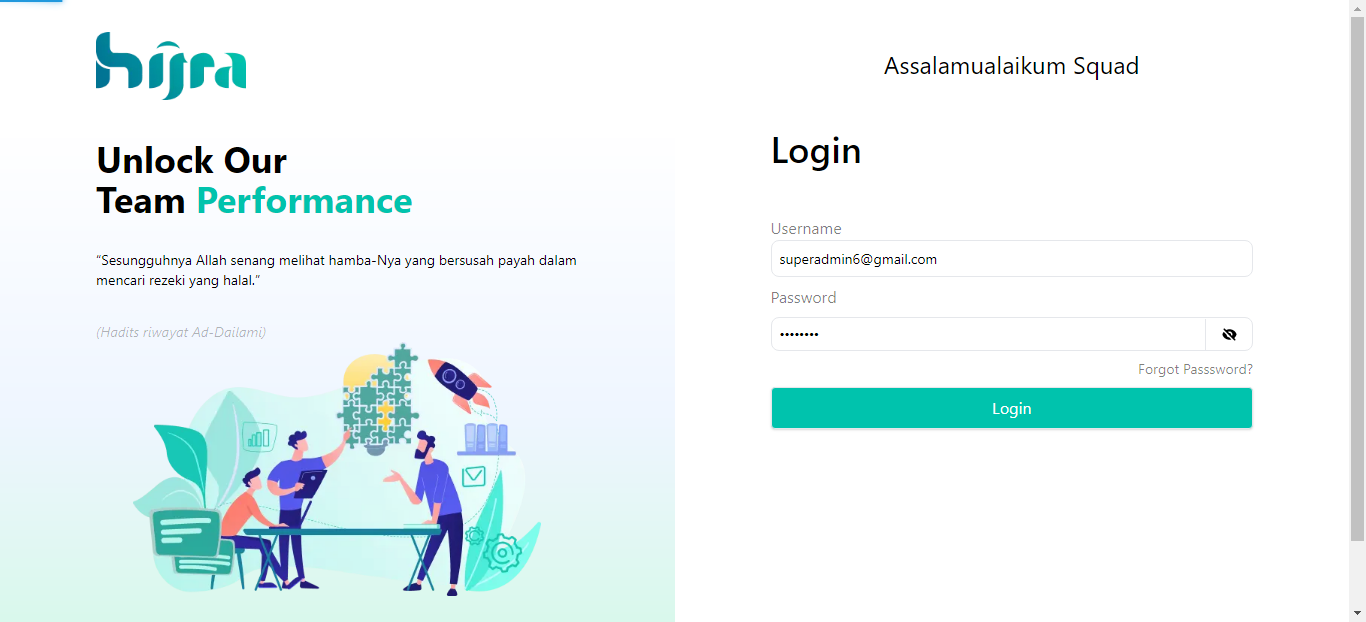 hijra
Unlock Our
Team Performance
“Sesungguhnya Allah senang melihat hamba-Nya yang bersusah payah dalam
mencari rezeki yang halal.”
(Hadits riwayat Ad-Dailami)
Assalamualaikum Squad
Login
Username
superadmin6@gmail.com
Password
••••••••
Forgot Passsword?
Login